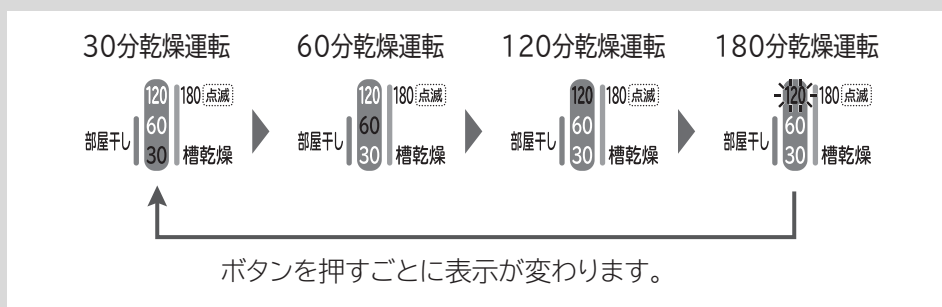 30分乾燥運転 60分乾燥運転 120分乾燥運転 180分乾燥運転
120 180 点滅 120 180 点滅 120 180 点滅 120 180 点滅
部屋干し 60 部屋干し 60 部屋干し 60 部屋干し 60
30 槽乾燥 30 槽乾燥 30 槽乾燥 30 槽乾燥
ボタンを押すごとに表示が変わります。